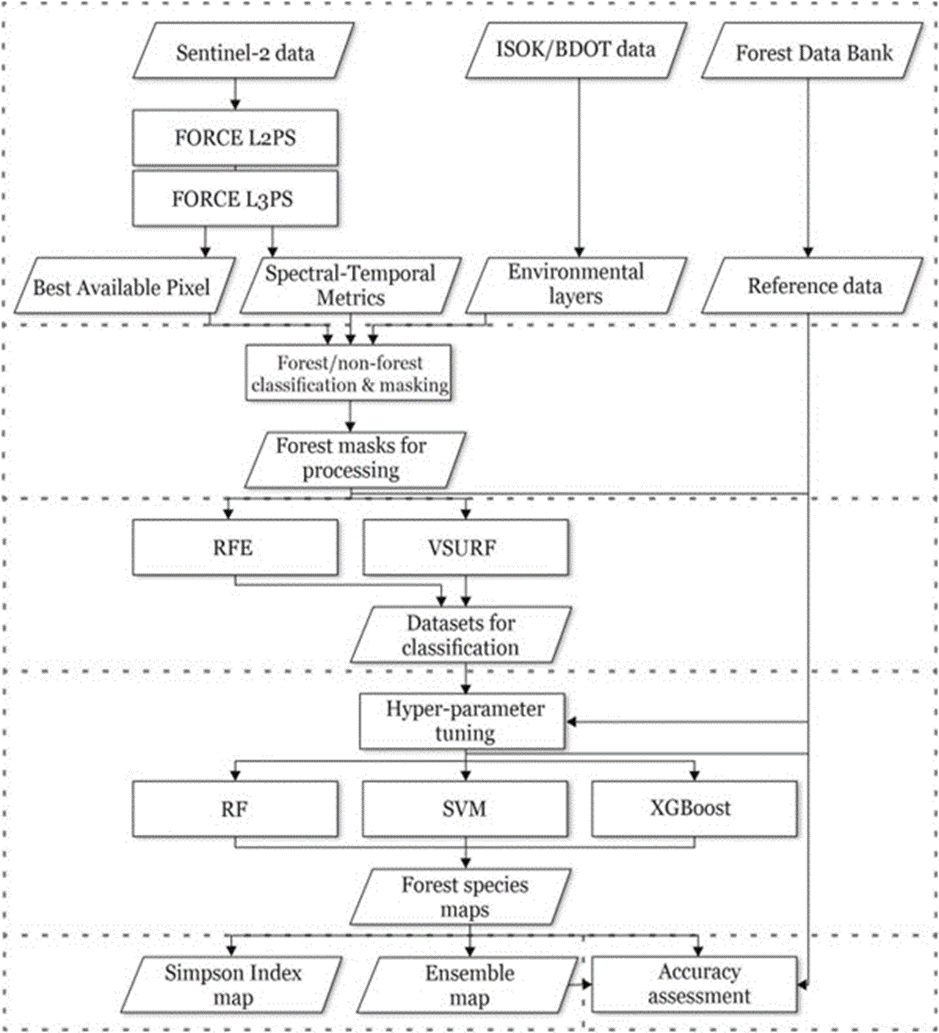 Sentinel-2 data
ISOK/BDOT data
Forest Data Bank
FORCE L2PS
FORCE L3PS
Best Available Pixel
Spectral-Temporal
Metrics
Environmental
layers
Reference data
Forest/non-forest
classification & masking
Forest masks for
processing
RFE
VSURF
Datasets for
classification
Hyper-parameter
tuning
RF
SVM
XGBoost
Forest species
maps
Simpson Index
map
Ensemble
map
Accuracy
assessment